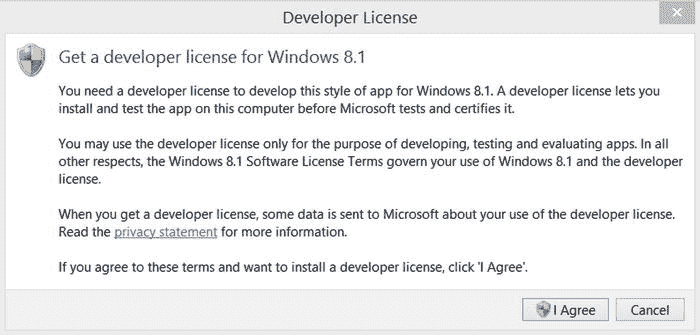 Developer License
Get a developer license for Windows 8.1
You need a developer license to develop this style of app for Windows 8.1. A developer license lets you
install and test the app on this computer before Microsoft tests and certifies it.
You may use the developer license only for the purpose of developing, testing and evaluating apps. In all
other respects, the Windows 8.1 Software License Terms govern your use of Windows 8.1 and the developer
license.
When you get a developer license, some data is sent to Microsoft about your use of the developer license.
Read the privacy statement for more information.
If you agree to these terms and want to install a developer license, click 'I Agree'.
I Agree Cancel